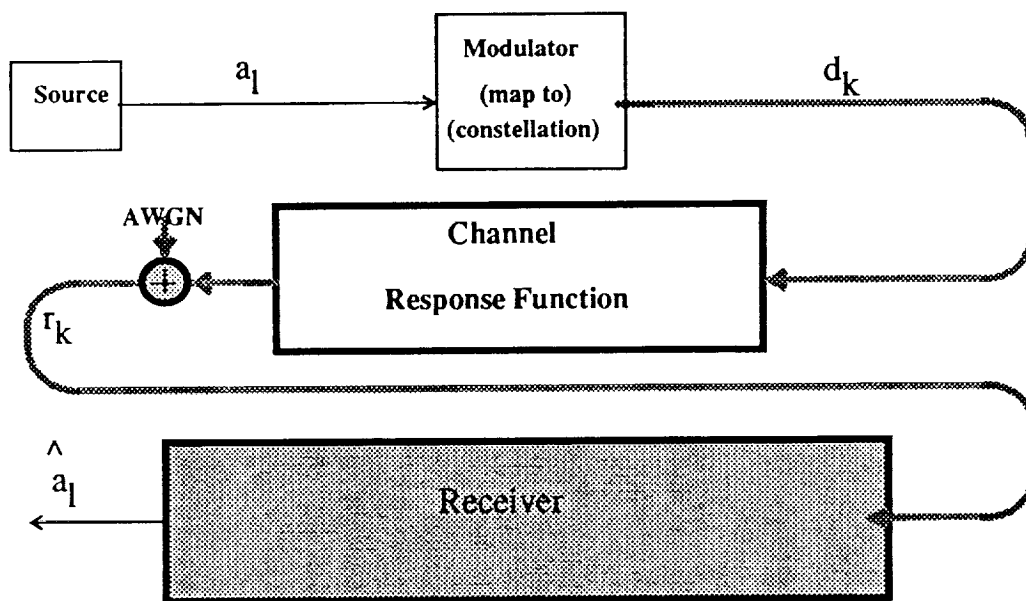 Source
a_l
Modulator
(map to)
(constellation)
d_k
AWGN
+
Channel
Response Function
r_k
^
a_l
Receiver